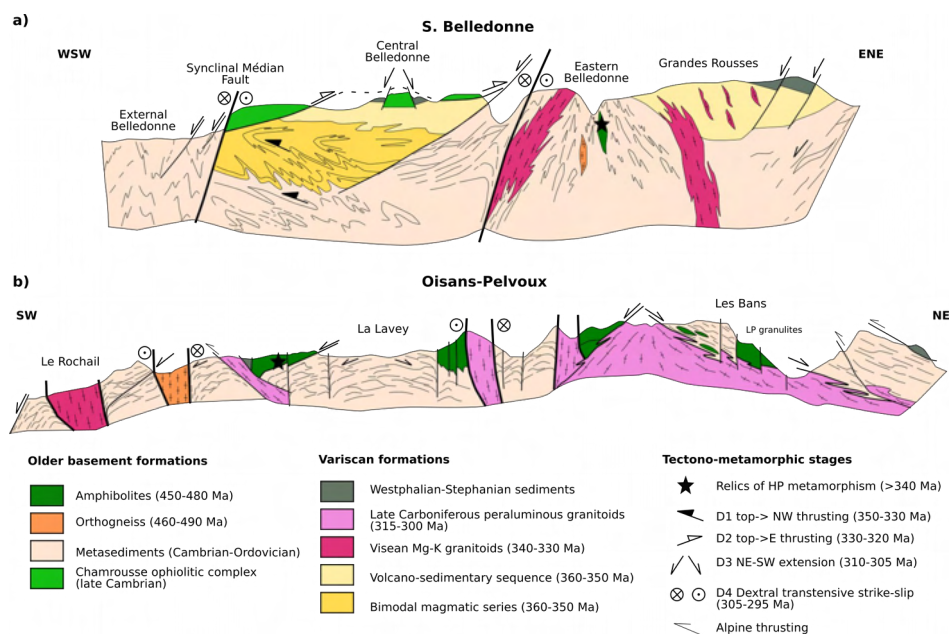 a)
S. Belledonne
WSW
ENE
Central
Belledonne
Synclinal Médian
Fault
Eastern
Belledonne
Grandes Rousses
External
Belledonne
b)
Oisans-Pelvoux
SW
NE
Les Bans
La Lavey
LP granulites
Le Rochail
Older basement formations
Amphibolites (450-480 Ma)
Orthogneiss (460-490 Ma)
Metasediments (Cambrian-Ordovician)
Chamrousse ophiolitic complex
(late Cambrian)
Variscan formations
Westphalian-Stephanian sediments
Late Carboniferous peraluminous granitoids
(315-300 Ma)
Visean Mg-K granitoids (340-330 Ma)
Volcano-sedimentary sequence (360-350 Ma)
Bimodal magmatic series (360-350 Ma)
Tectono-metamorphic stages
Relics of HP metamorphism (>340 Ma)
D1 top-> NW thrusting (350-330 Ma)
D2 top->E thrusting (330-320 Ma)
D3 NE-SW extension (310-305 Ma)
D4 Dextral transtensive strike-slip
(305-295 Ma)
Alpine thrusting